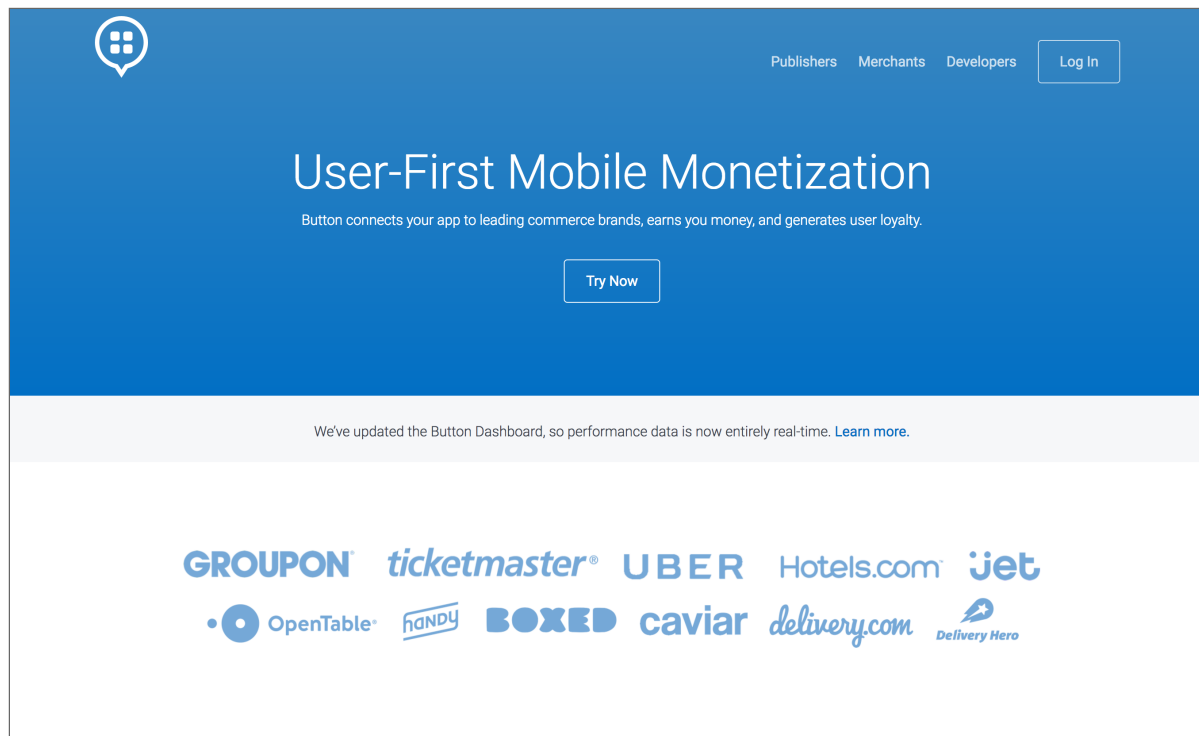 Publishers Merchants Developers Log In
User-First Mobile Monetization
Button connects your app to leading commerce brands, earns you money, and generates user loyalty.
Try Now
We've updated the Button Dashboard, so performance data is now entirely real-time. Learn more.
GROUPON® ticketmaster® UBER Hotels.com™ jet
OpenTable® HANDY BOXED caviar delivery.com Delivery Hero